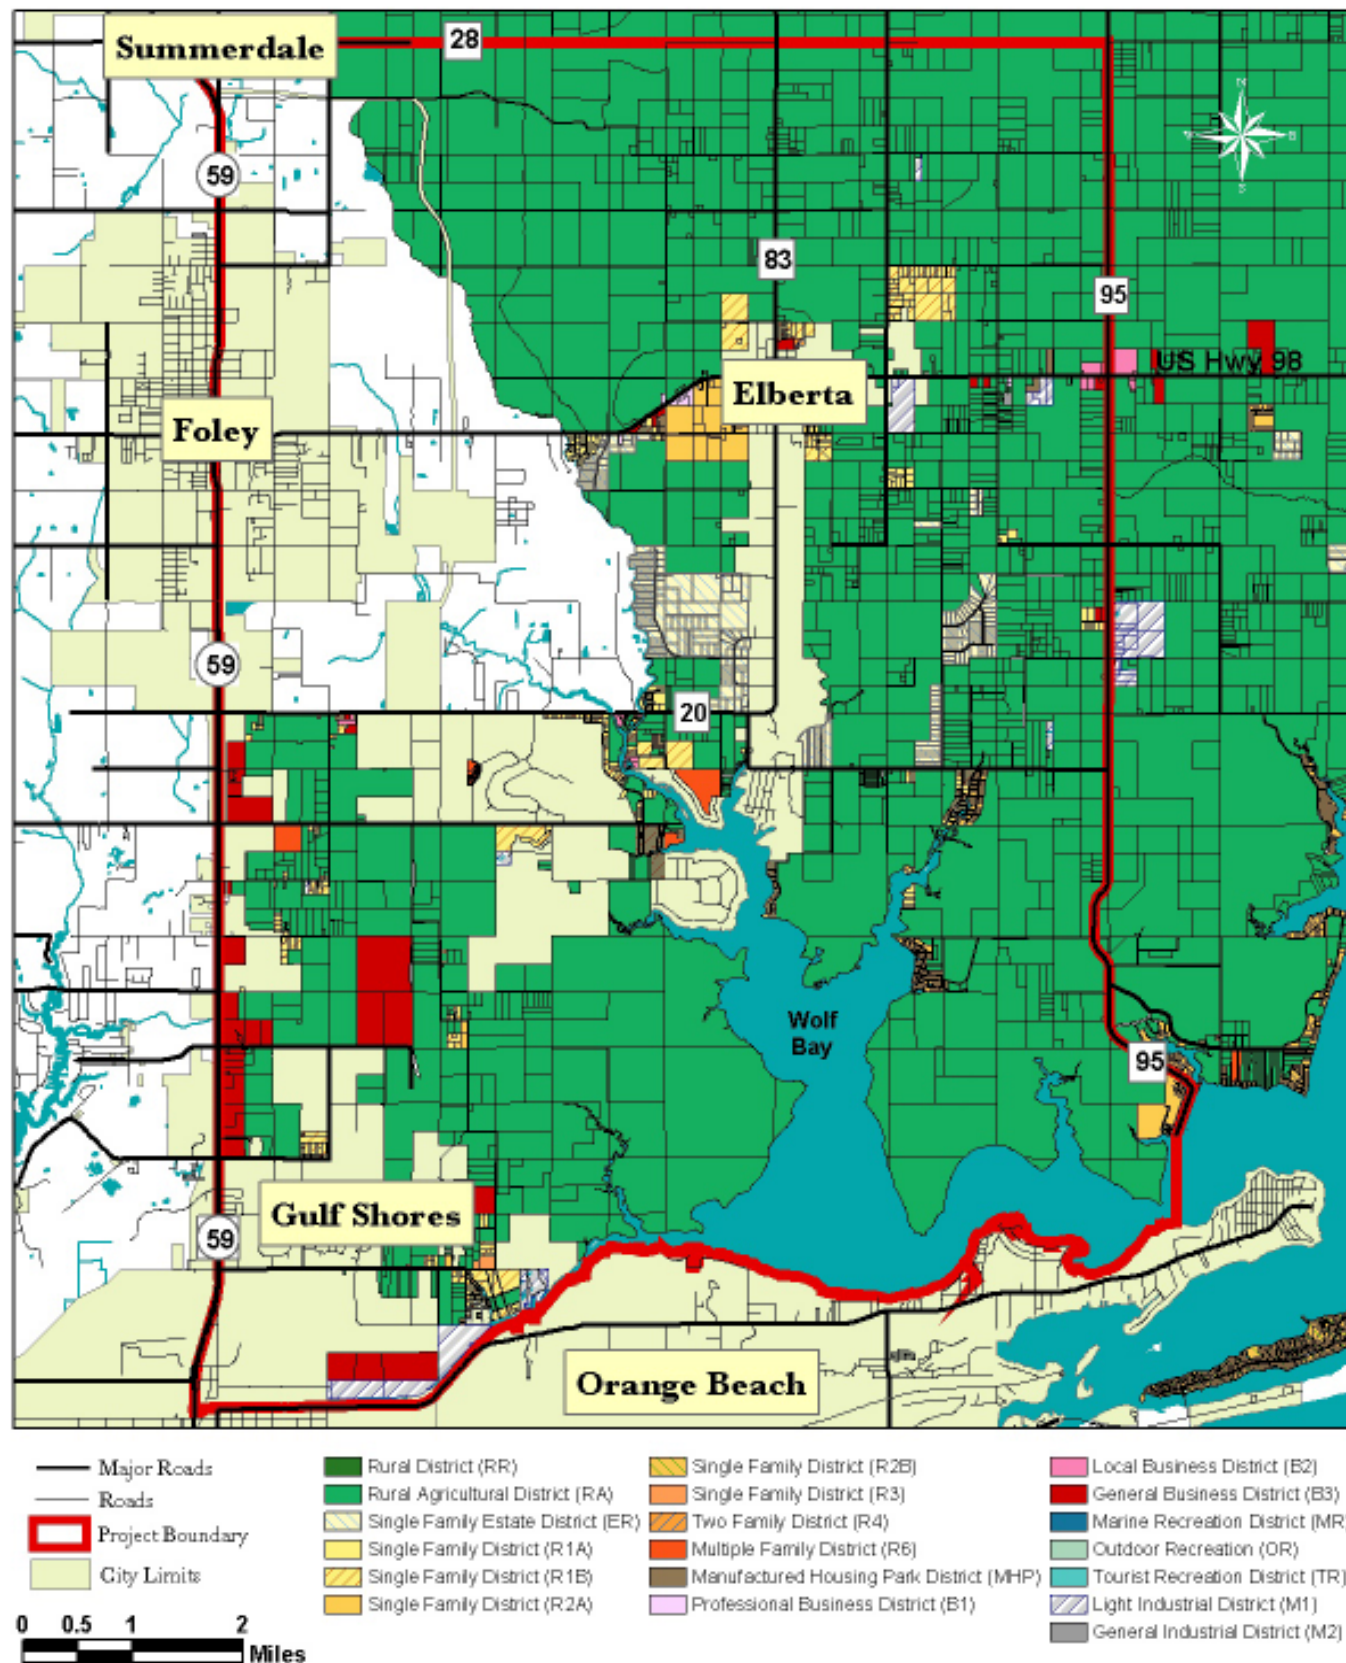 Summerdale
28
59
83
95
US Hwy 98
Elberta
Foley
59
20
Wolf
Bay
95
Gulf Shores
59
Orange Beach
Major Roads
Roads
Project Boundary
City Limits
0 0.5 1 2
Miles
Rural District (RR)
Rural Agricultural District (RA)
Single Family Estate District (ER)
Single Family District (R1A)
Single Family District (R1B)
Single Family District (R2A)
Single Family District (R2B)
Single Family District (R3)
Two Family District (R4)
Multiple Family District (R6)
Manufactured Housing Park District (MHP)
Professional Business District (B1)
Local Business District (B2)
General Business District (B3)
Marine Recreation District (MR
Outdoor Recreation (OR)
Tourist Recreation District (TR)
Light Industrial District (M1)
General Industrial District (M2)